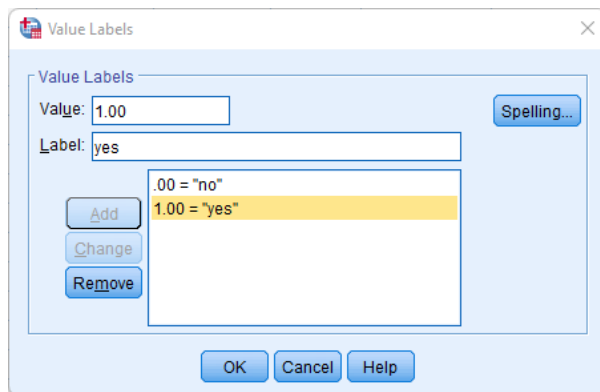 Value Labels
Value Labels
Value: 1.00
Spelling...
Label: yes
.00 = "no"
1.00 = "yes"
Add
Change
Remove
OK Cancel Help